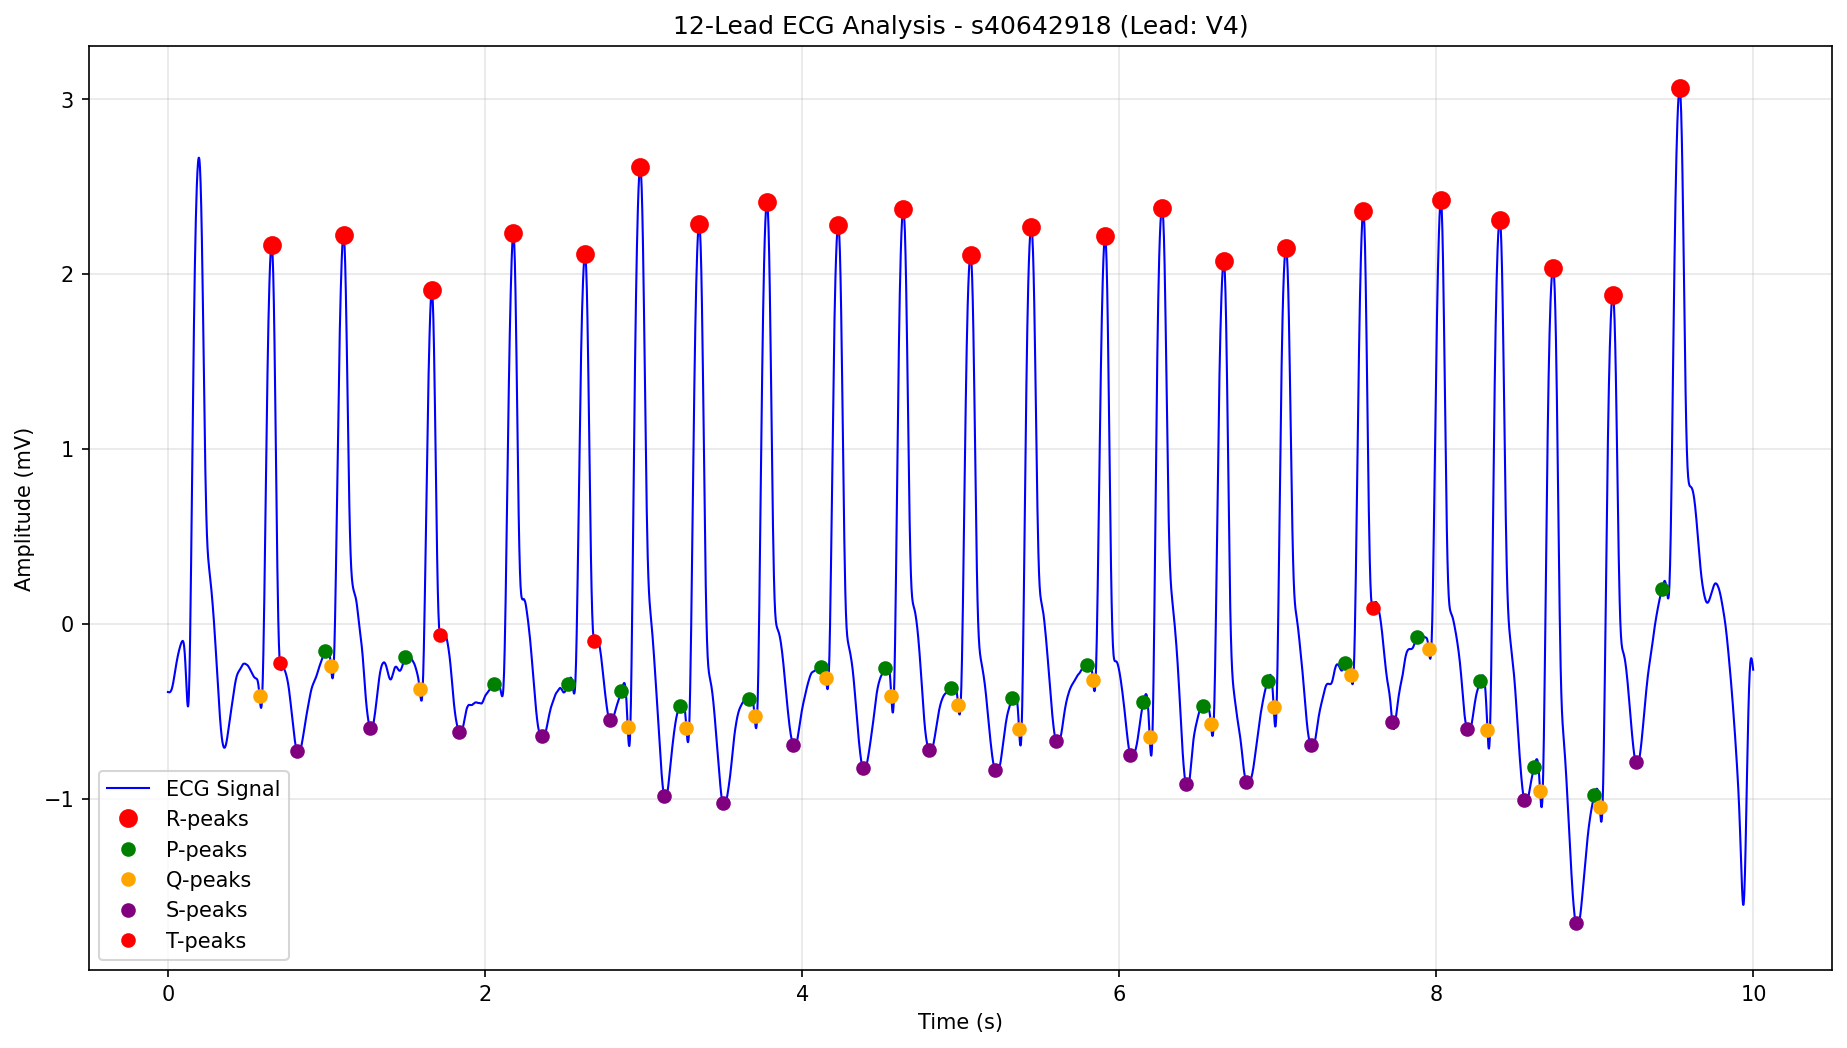 12-Lead ECG Analysis - s40642918 (Lead: V4)
Amplitude (mV)
3
2
1
0
−1
ECG Signal
R-peaks
P-peaks
Q-peaks
S-peaks
T-peaks
0 2 4 6 8 10
Time (s)